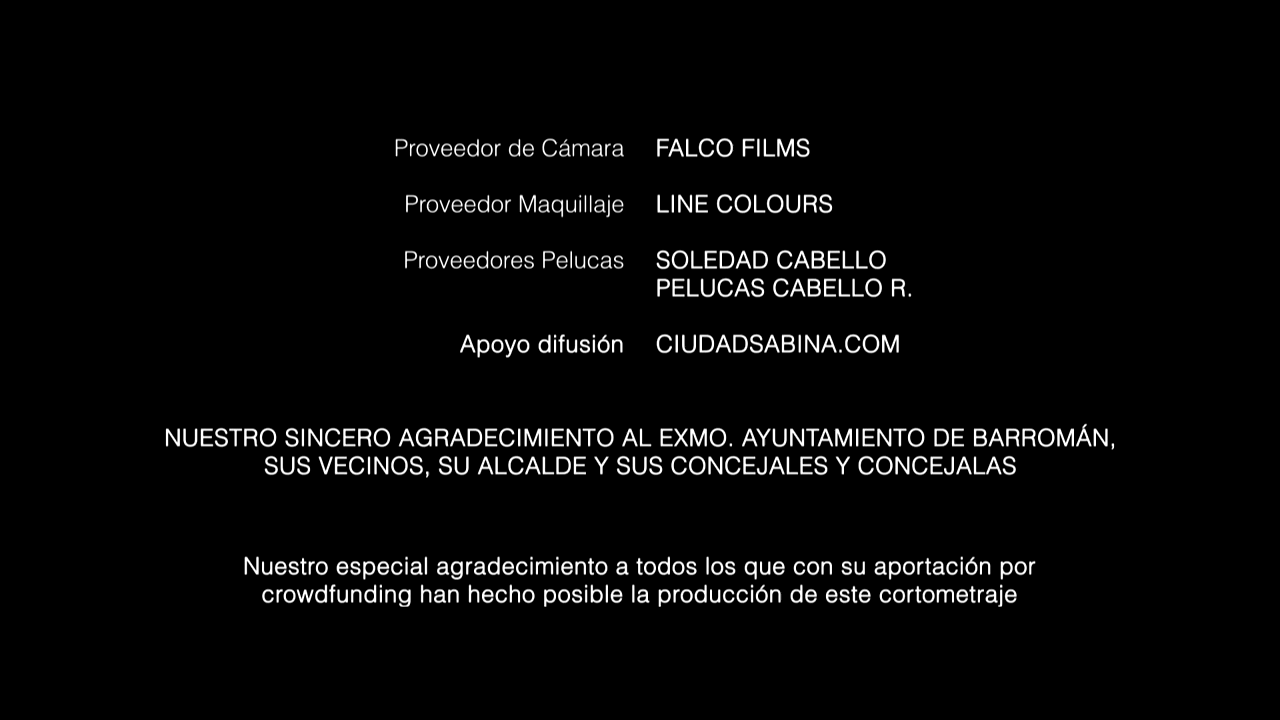 Proveedor de Cámara FALCO FILMS
Proveedor Maquillaje LINE COLOURS
Proveedores Pelucas SOLEDAD CABELLO
PELUCAS CABELLO R.
Apoyo difusión CIUDADSABINA.COM
NUESTRO SINCERO AGRADECIMIENTO AL EXMO. AYUNTAMIENTO DE BARROMÁN,
SUS VECINOS, SU ALCALDE Y SUS CONCEJALES Y CONCEJALAS
Nuestro especial agradecimiento a todos los que con su aportación por
crowdfunding han hecho posible la producción de este cortometraje